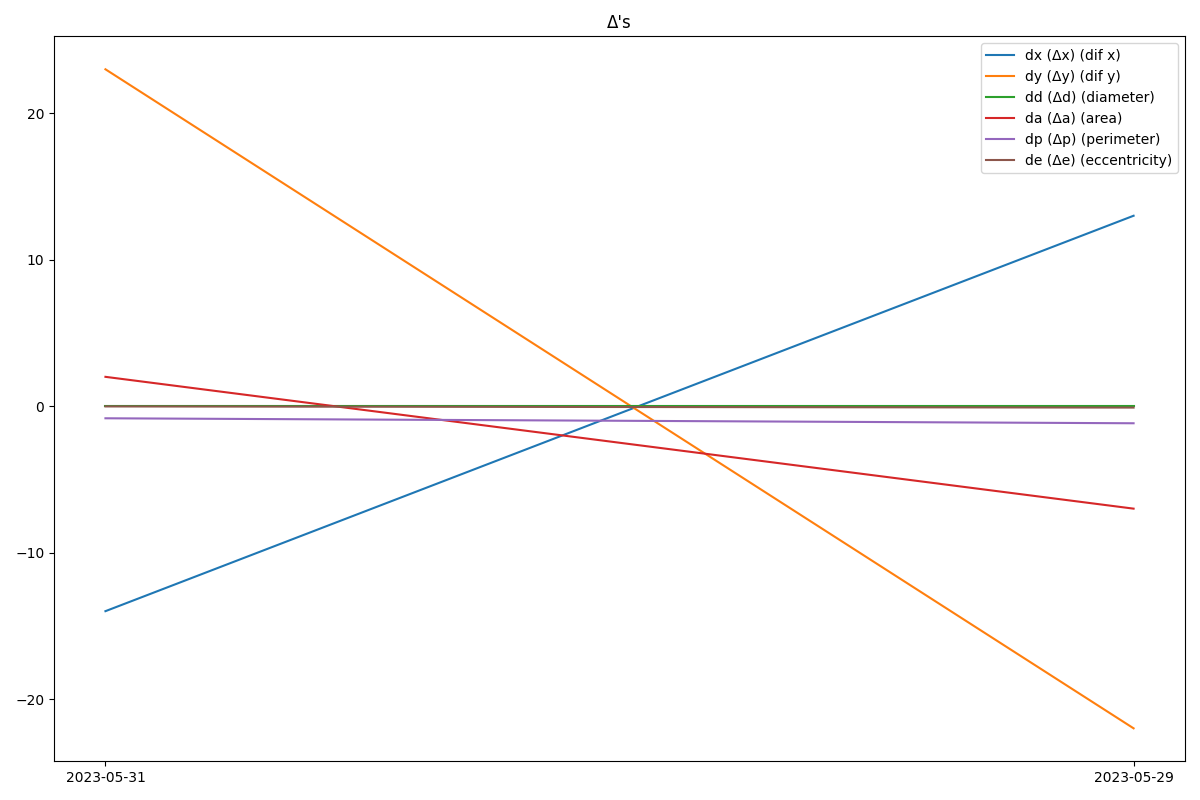 Δ's
dx (Δx) (dif x)
dy (Δy) (dif y)
dd (Δd) (diameter)
da (Δa) (area)
dp (Δp) (perimeter)
de (Δe) (eccentricity)
20
10
0
−10
−20
2023-05-31
2023-05-29